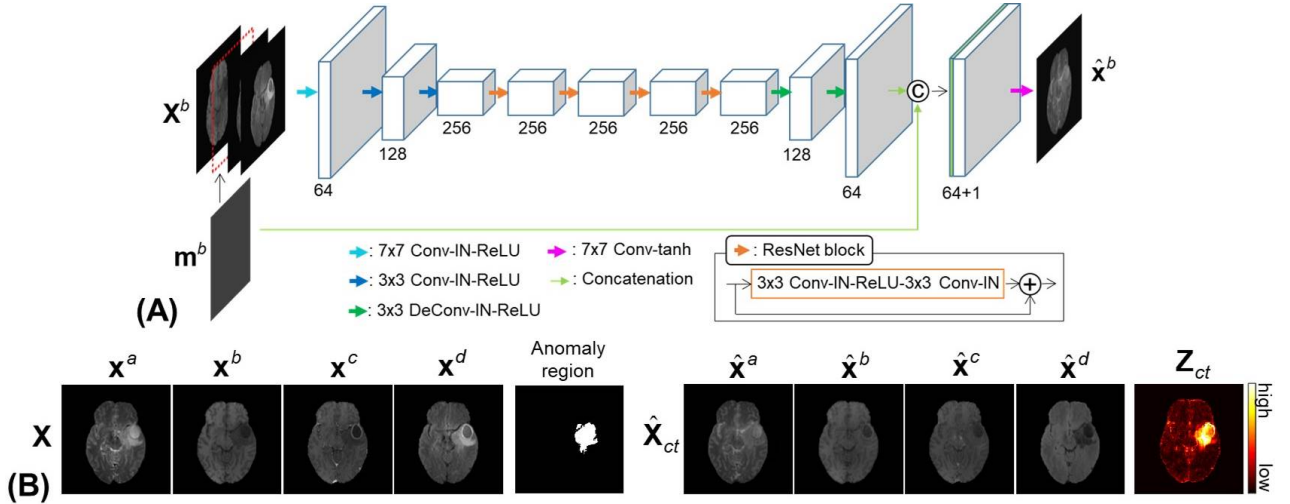 X^b
x̂^b
64
128
256
256
256
256
256
128
64
C
64+1
m^b
: 7x7 Conv-IN-ReLU
: 3x3 Conv-IN-ReLU
: 3x3 DeConv-IN-ReLU
: 7x7 Conv-tanh
: Concatenation
: ResNet block
3x3 Conv-IN-ReLU-3x3 Conv-IN
+
(A)
x^a x^b x^c x^d Anomaly region
x̂^a x̂^b x̂^c x̂^d Z_ct
X
X̂_ct
high
low
(B)